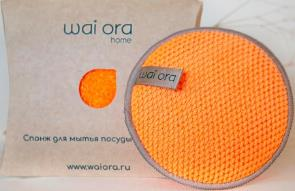 wai ora
home
wai ora
Спонж для мытья посуды
www.waiora.ru